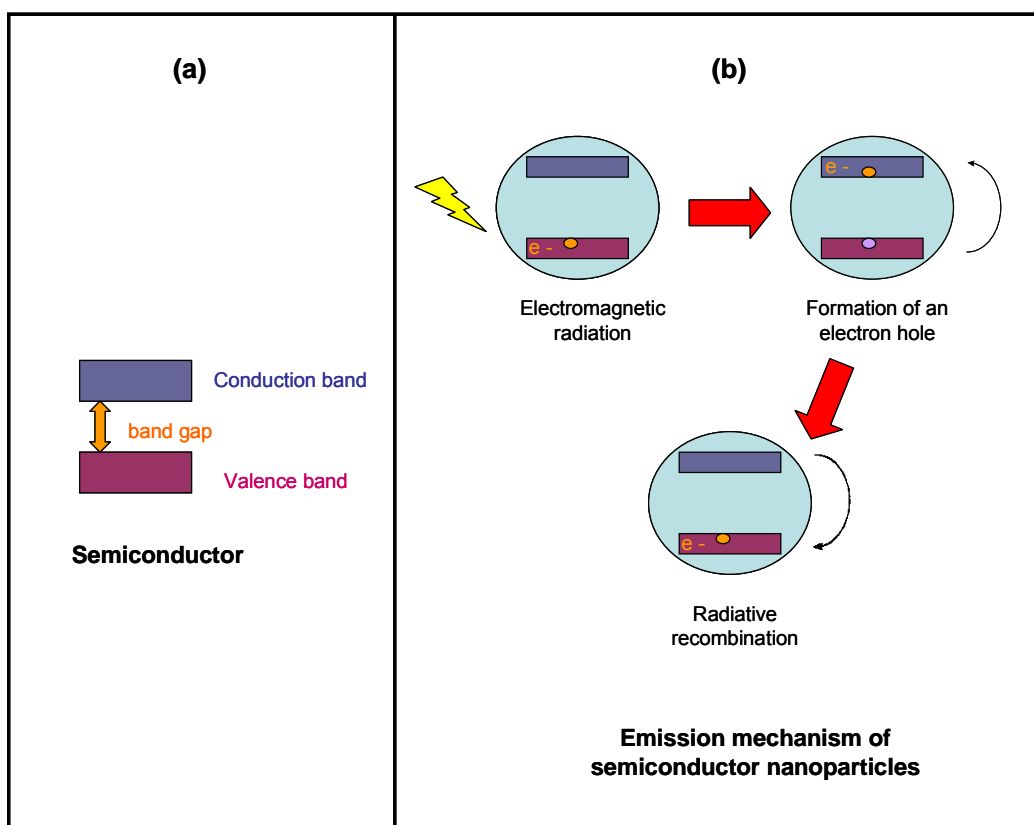 (a)
Conduction band
band gap
Valence band
Semiconductor
(b)
e -
Electromagnetic
radiation
e -
Formation of an
electron hole
e -
Radiative
recombination
Emission mechanism of
semiconductor nanoparticles